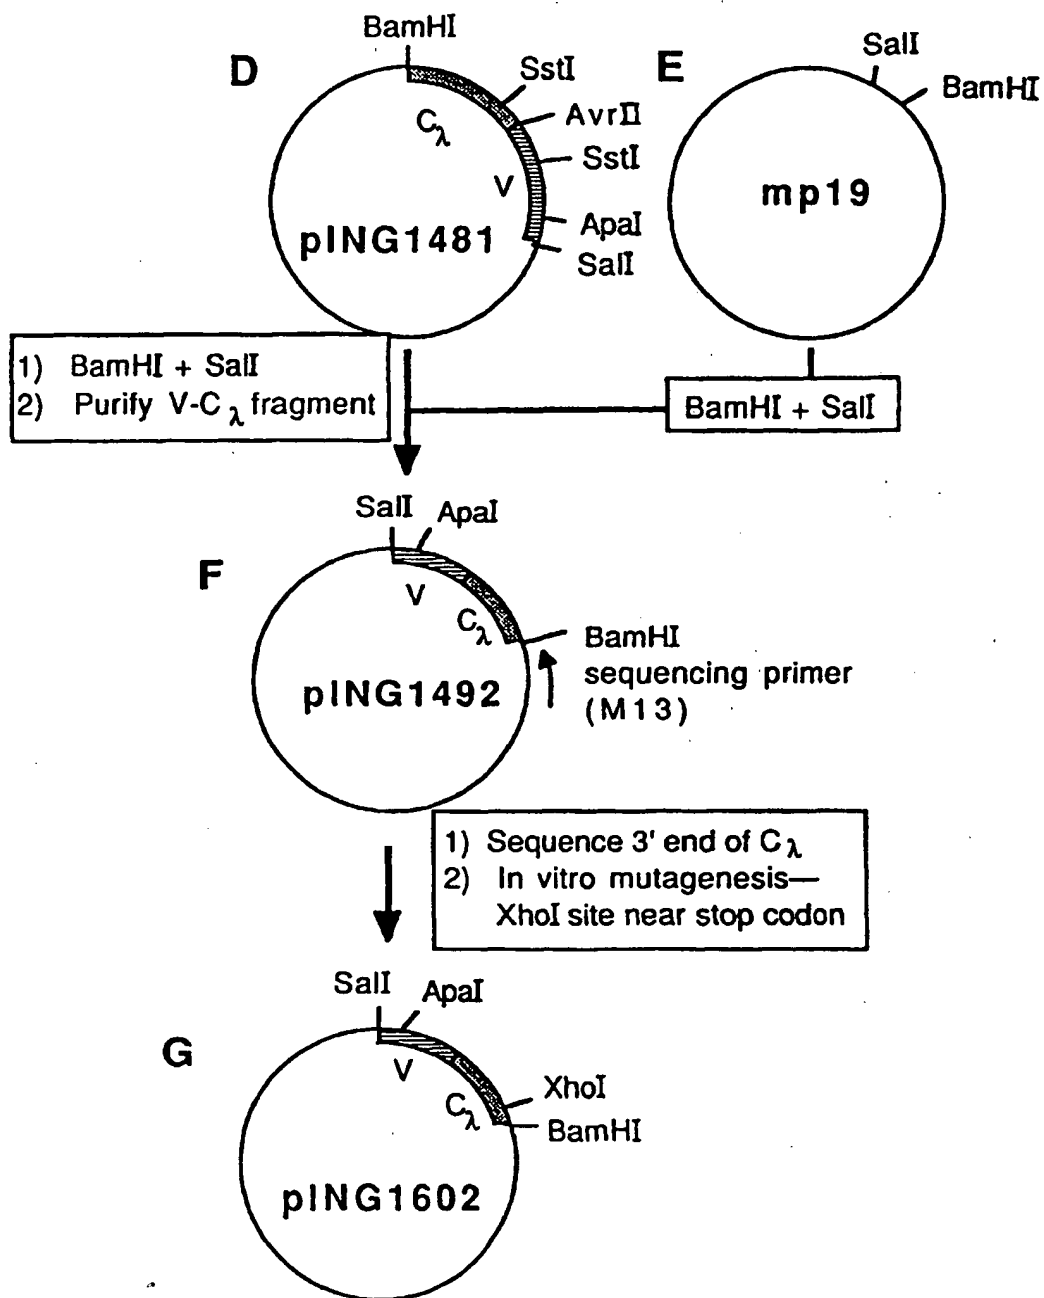 D
BamHI
SstI
AvrII
SstI
ApaI
SalI
Cλ
V
pING1481
E
SalI
BamHI
mp19
1) BamHI + SalI
2) Purify V-Cλ fragment
BamHI + SalI
F
SalI
ApaI
V
Cλ
BamHI
sequencing primer
(M13)
pING1492
1) Sequence 3' end of Cλ
2) In vitro mutagenesis—
XhoI site near stop codon
G
SalI
ApaI
V
Cλ
XhoI
BamHI
pING1602